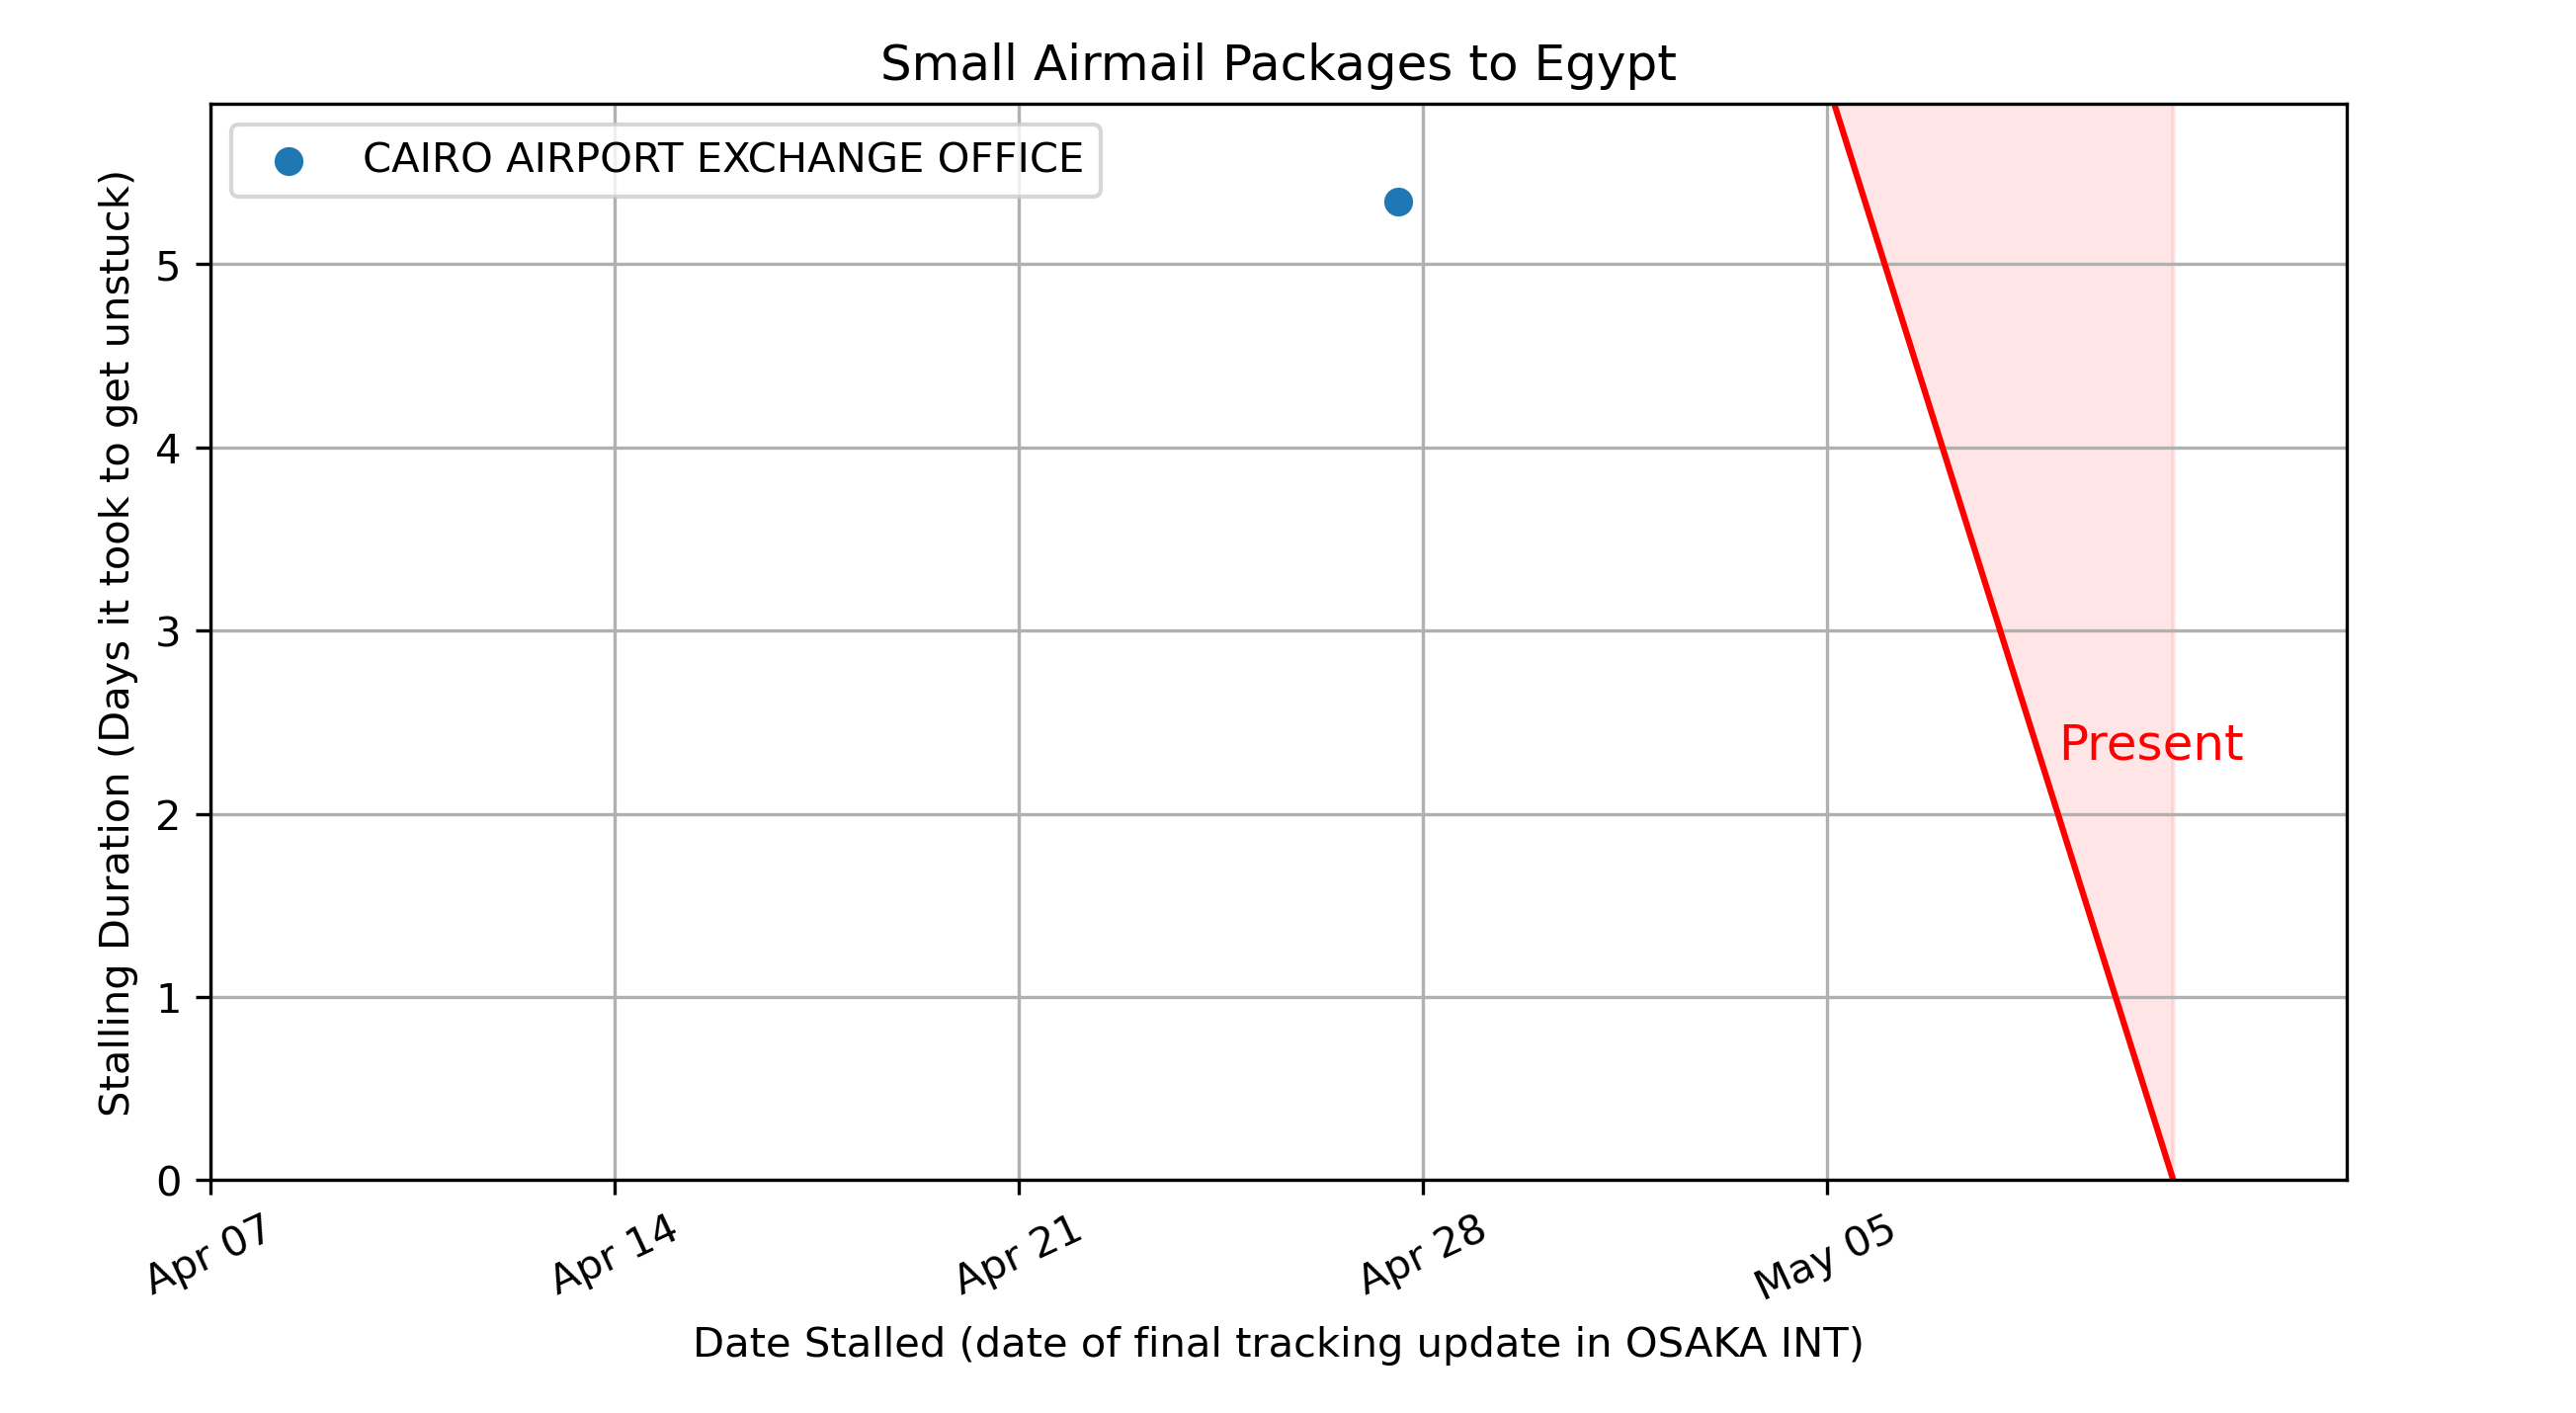 Small Airmail Packages to Egypt
CAIRO AIRPORT EXCHANGE OFFICE
Stalling Duration (Days it took to get unstuck)
5
4
3
2
1
0
Present
Apr 07
Apr 14
Apr 21
Apr 28
May 05
Date Stalled (date of final tracking update in OSAKA INT)